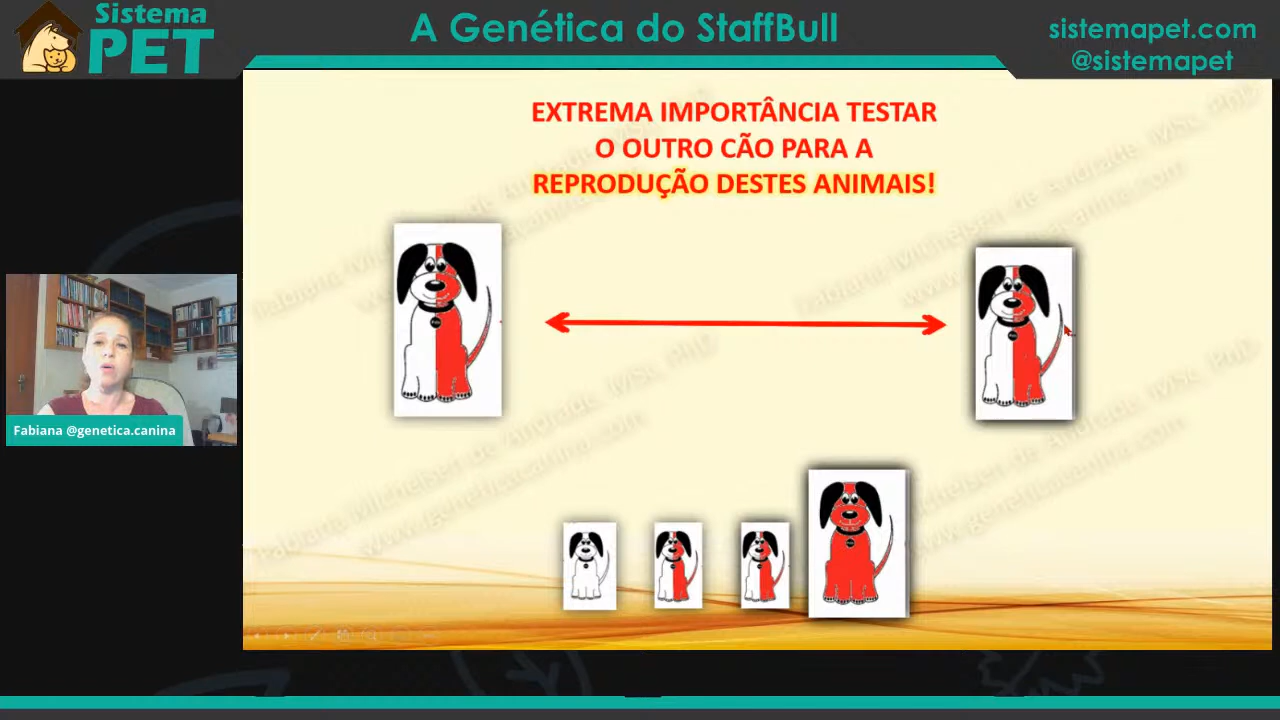 Sistema
PET
A Genética do StaffBull
sistemapet.com
@sistemapet
EXTREMA IMPORTÂNCIA TESTAR
O OUTRO CÃO PARA A
REPRODUÇÃO DESTES ANIMAIS!
Fabiana @genetica.canina